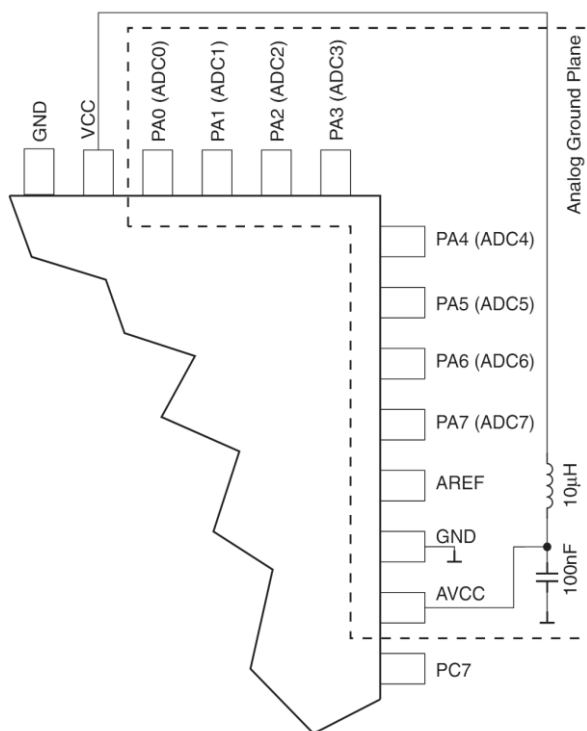 GND
VCC
PA0 (ADC0)
PA1 (ADC1)
PA2 (ADC2)
PA3 (ADC3)
Analog Ground Plane
PA4 (ADC4)
PA5 (ADC5)
PA6 (ADC6)
PA7 (ADC7)
AREF
10μH
GND
100nF
AVCC
PC7